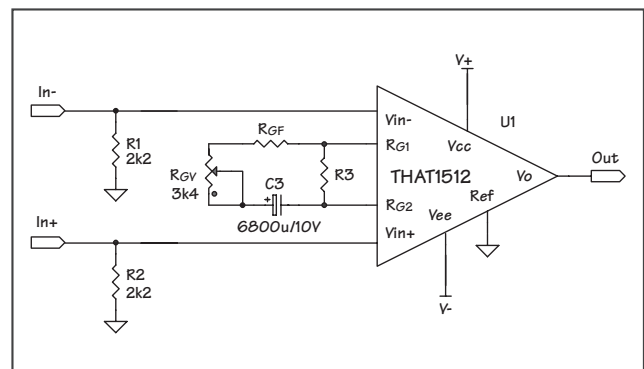 V+
In-
U1
Vin-
RGF
RG1
Vcc
R1
2k2
Out
RGV
3k4
R3
THAT1512
Vo
+
C3
6800u/10V
RG2
Ref
Vee
In+
Vin+
R2
2k2
V-